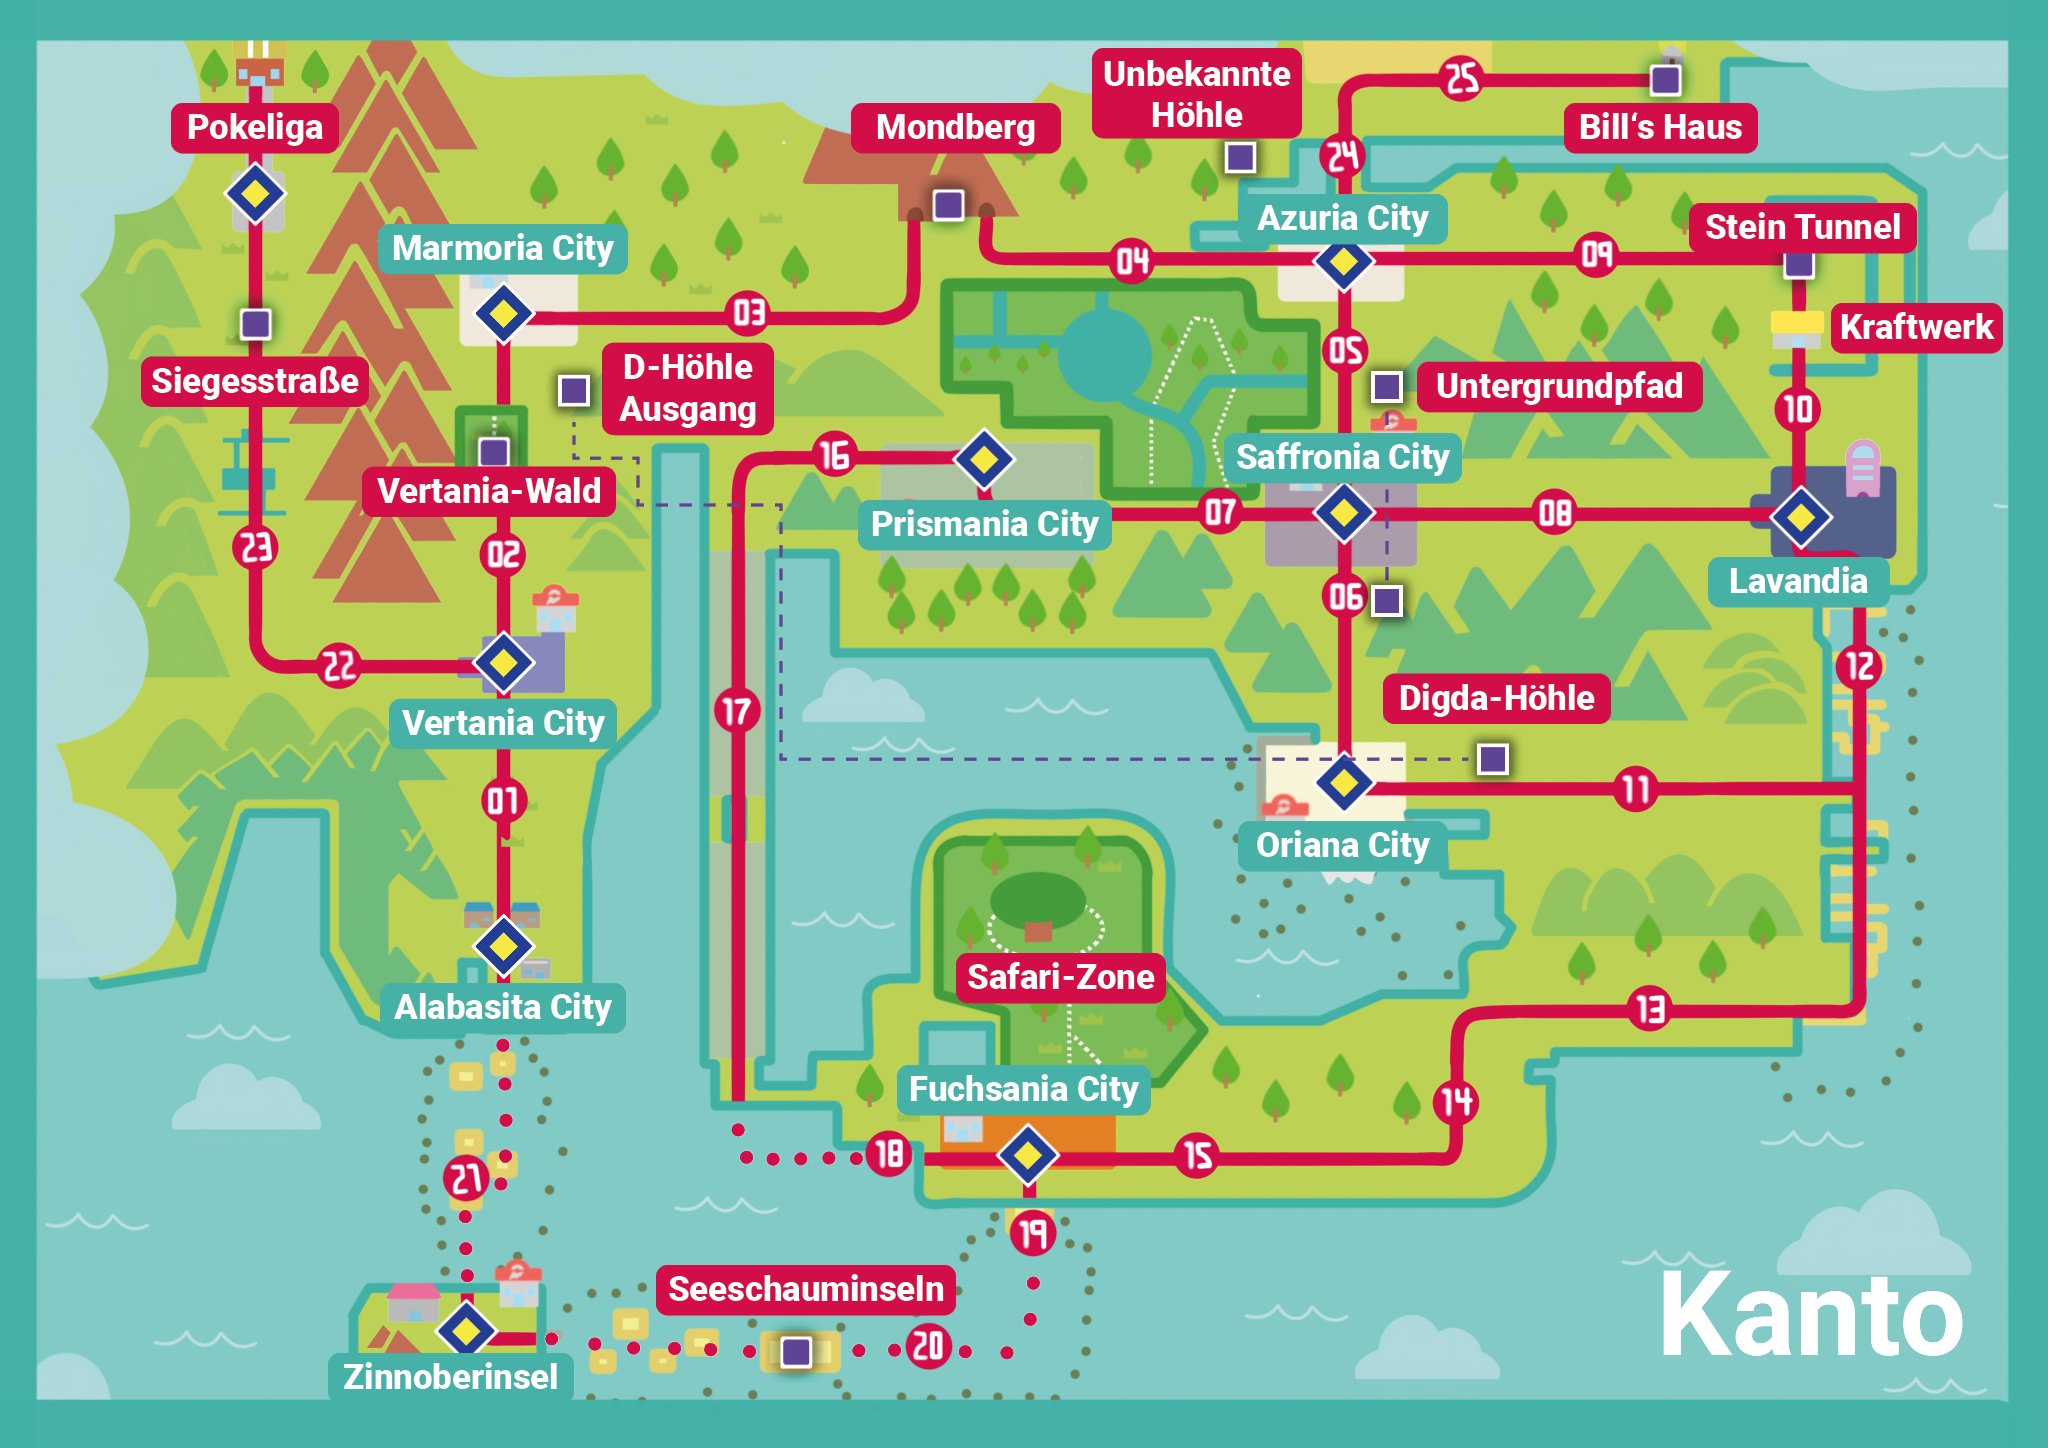 Unbekannte
Höhle
25
Pokeliga
Mondberg
Bill's Haus
24
Azuria City
Stein Tunnel
Marmoria City
04
09
03
Kraftwerk
05
D-Höhle
Ausgang
Siegesstraße
Untergrundpfad
10
16
Saffronia City
Vertania-Wald
Prismania City
07
08
23
02
Lavandia
06
22
12
Digda-Höhle
17
Vertania City
01
11
Oriana City
Safari-Zone
Alabasita City
13
Fuchsania City
14
18
15
21
19
Seeschauminseln
Kanto
20
Zinnoberinsel